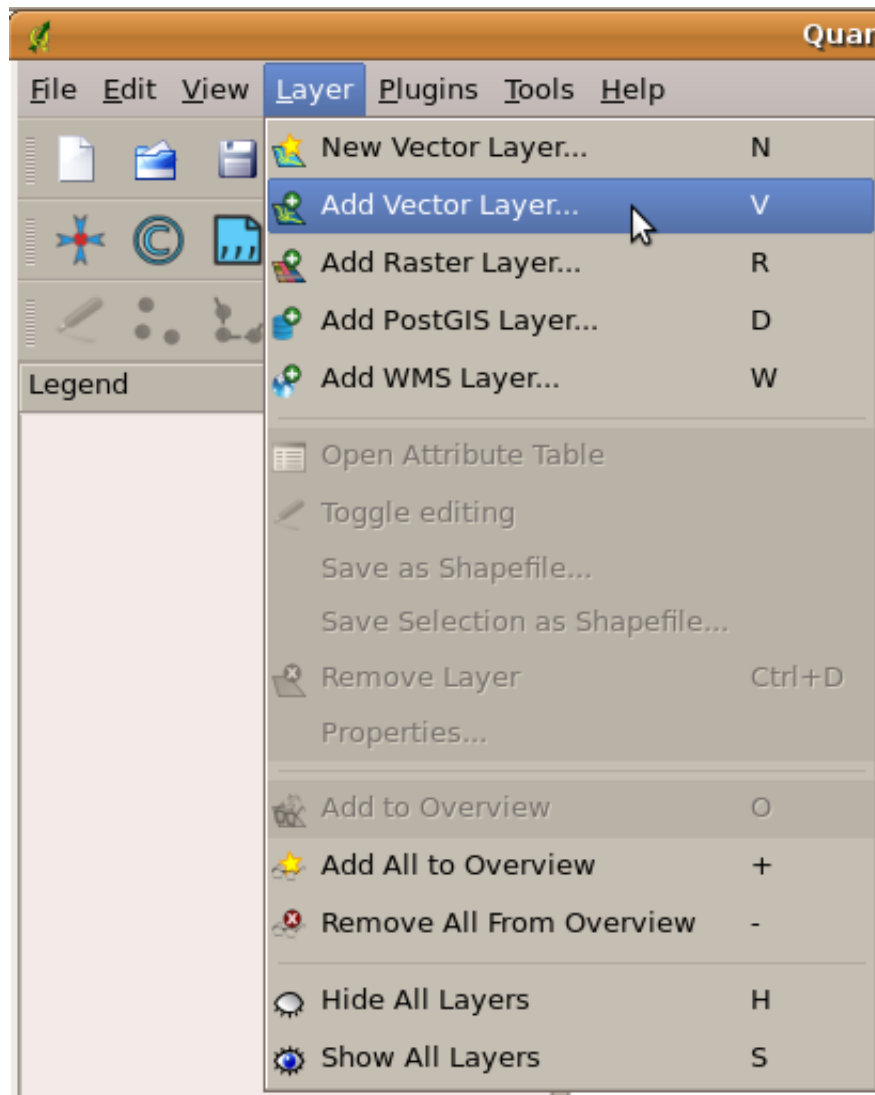 Quar
File Edit View Layer Plugins Tools Help
New Vector Layer... N
Add Vector Layer... V
Add Raster Layer... R
Add PostGIS Layer... D
Add WMS Layer... W
Legend
Open Attribute Table
Toggle editing
Save as Shapefile...
Save Selection as Shapefile...
Remove Layer Ctrl+D
Properties...
Add to Overview O
Add All to Overview +
Remove All From Overview -
Hide All Layers H
Show All Layers S